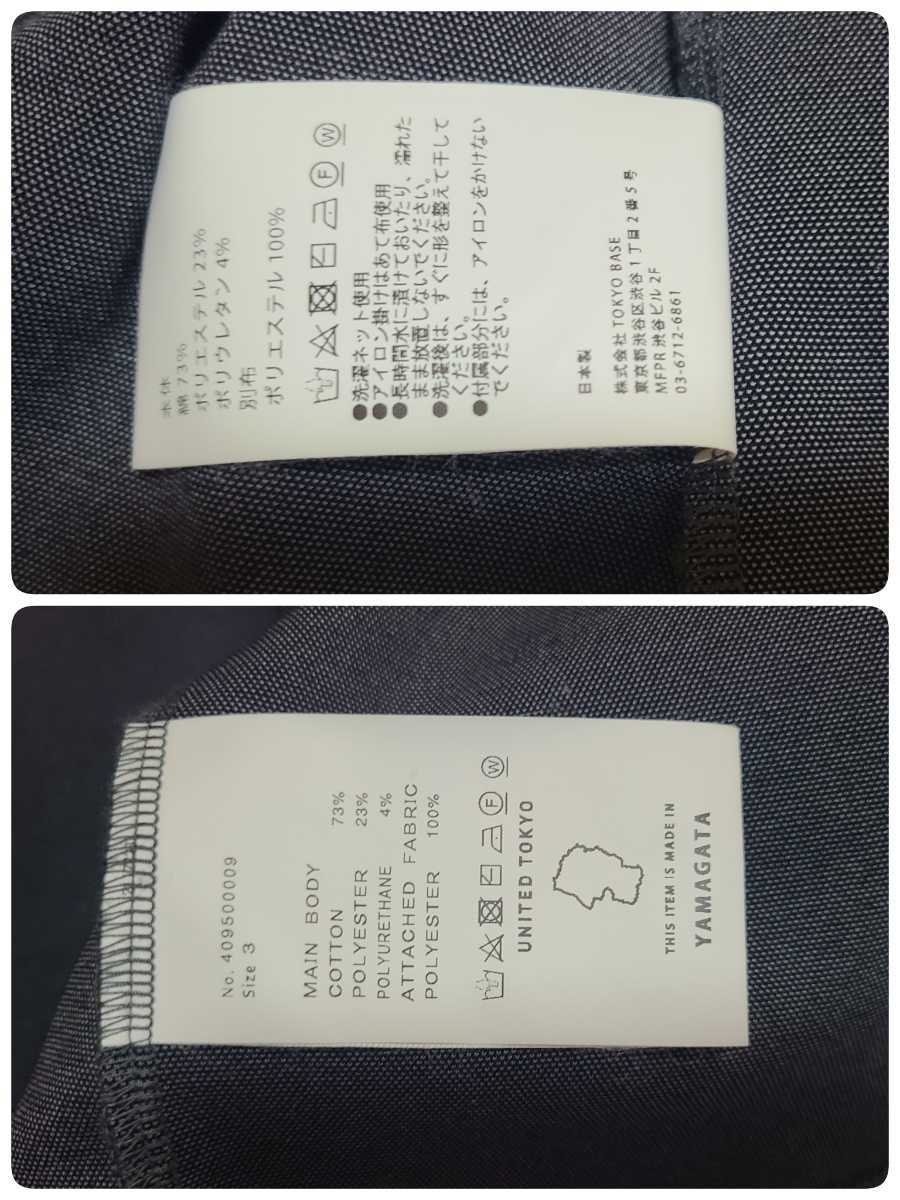 本体
綿 73%
ポリエステル 23%
ポリウレタン 4%
別布
ポリエステル 100%
F W
●洗濯ネット使用
●アイロン掛けはあて布使用
●長時間水に漬けておいたり、濡れた
まま放置しないでください。
●洗濯後は、すぐに形を整えて干して
ください。
●付属部分には、アイロンをかけない
でください。
日本製
株式会社 TOKYO BASE
東京都渋谷区渋谷1丁目2番5号
MFPR 渋谷ビル 2F
03-6712-6861
No. 409500009
Size 3
MAIN BODY
COTTON 73%
POLYESTER 23%
POLYURETHANE 4%
ATTACHED FABRIC
POLYESTER 100%
F W
UNITED TOKYO
THIS ITEM IS MADE IN
YAMAGATA